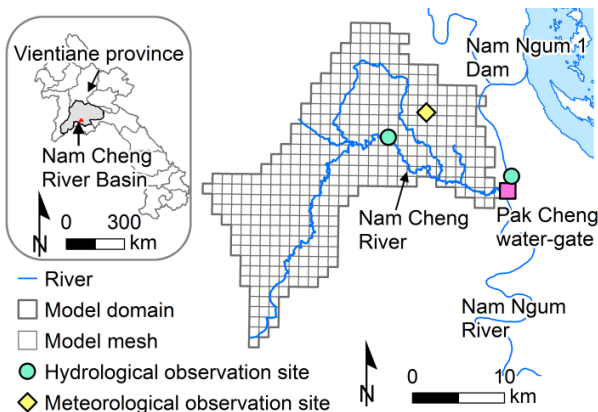 Vientiane province
Nam Cheng
River Basin
N
0 300
km
Nam Ngum 1
Dam
Nam Cheng
River
Pak Cheng
water-gate
Nam Ngum
River
River
Model domain
Model mesh
Hydrological observation site
Meteorological observation site
N
0 10
km